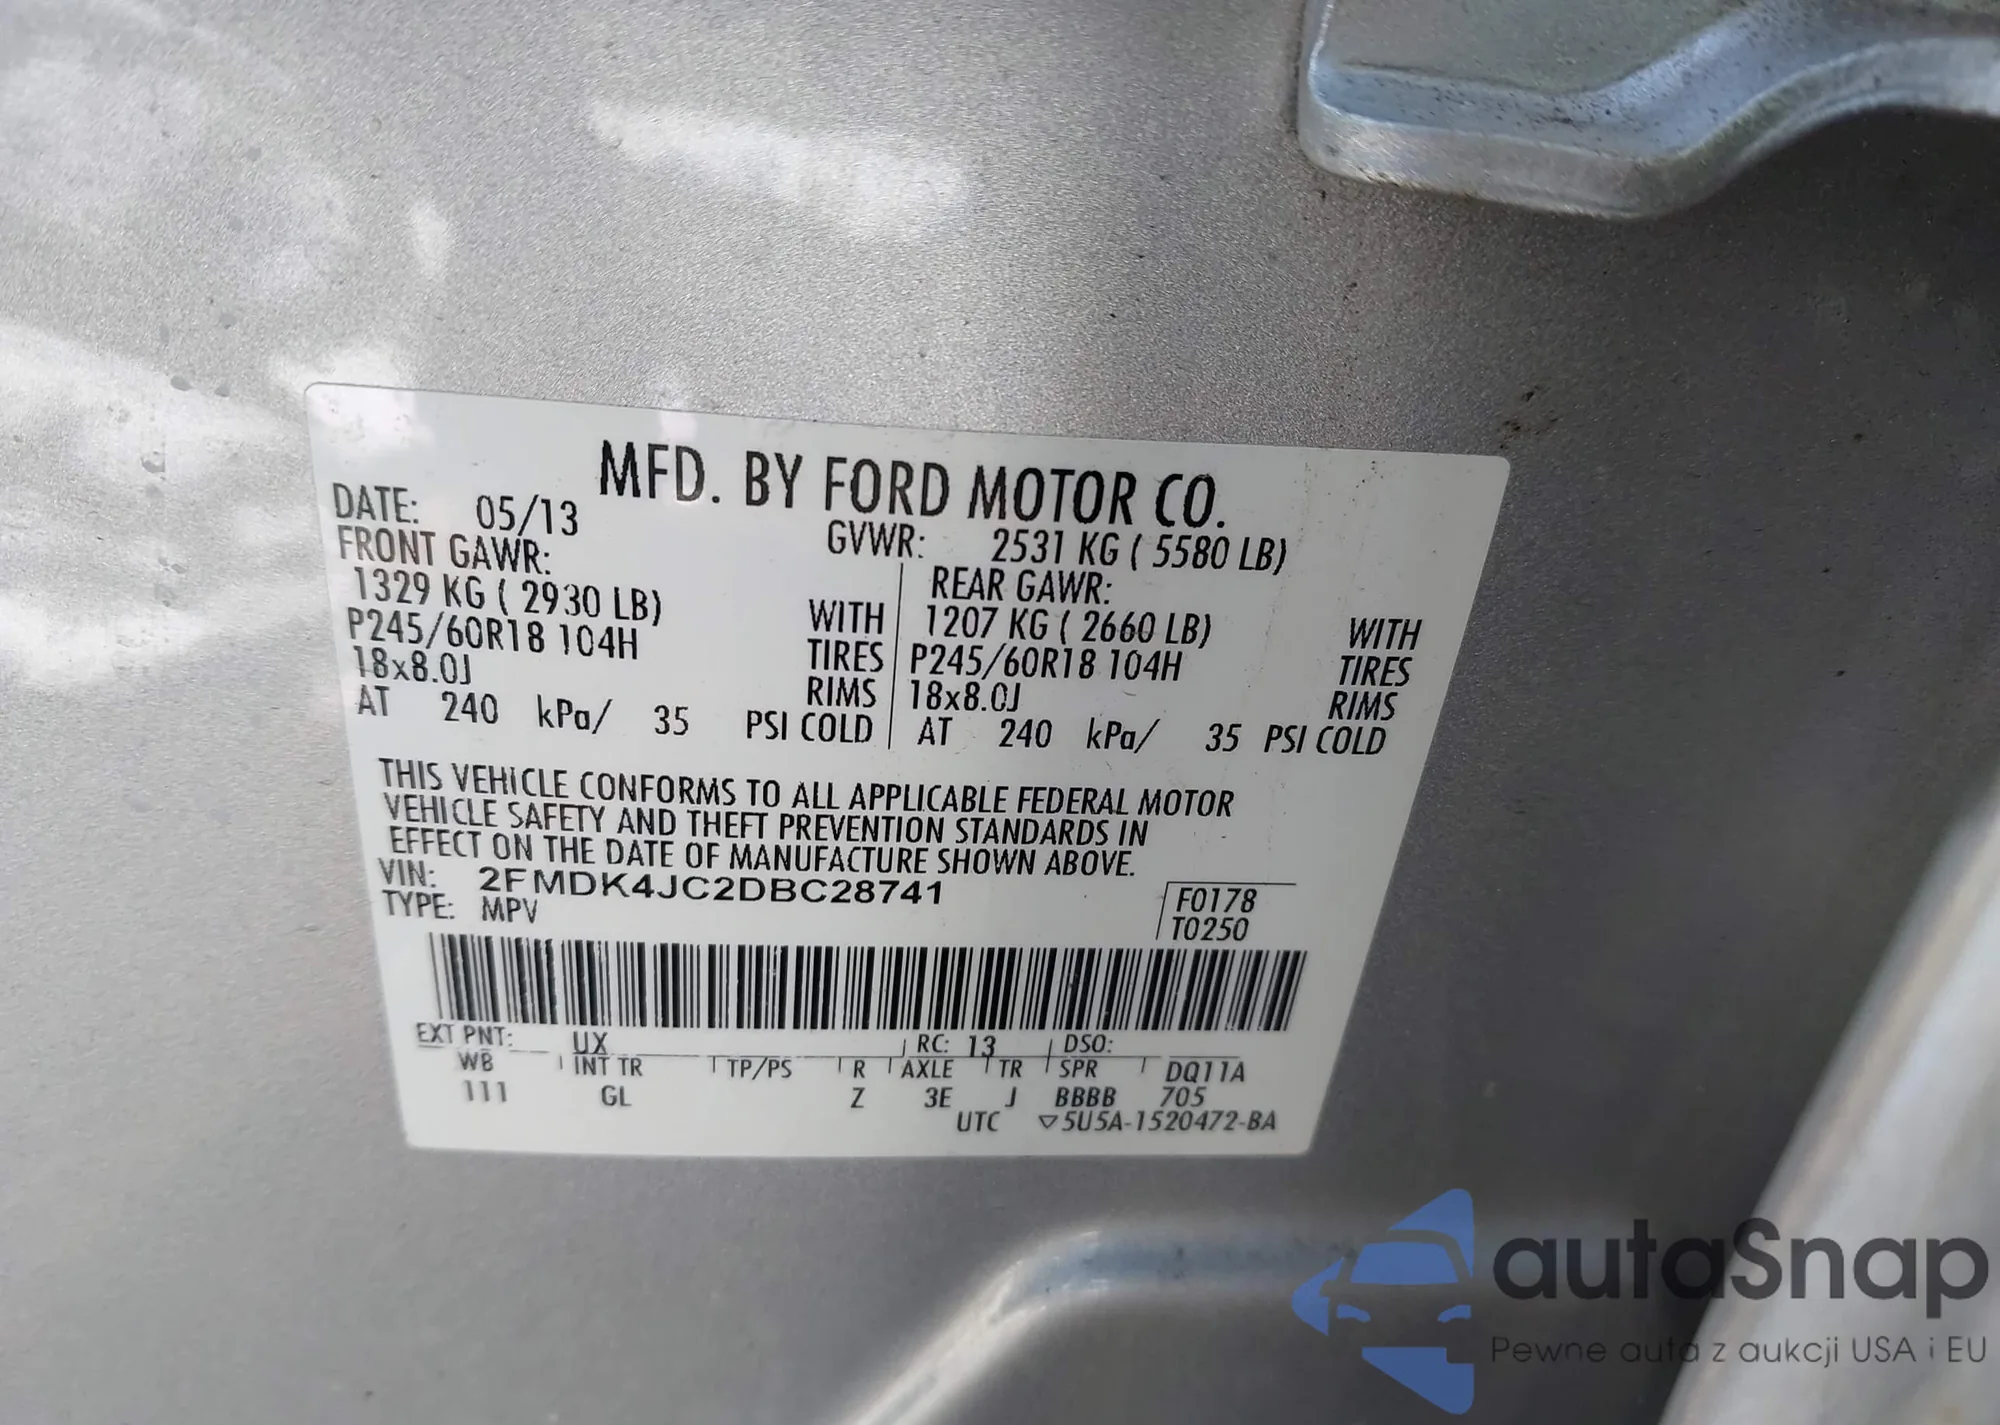 MFD. BY FORD MOTOR CO.
DATE: 05/13 GVWR: 2531 KG ( 5580 LB)
FRONT GAWR: REAR GAWR:
1329 KG ( 2930 LB) WITH 1207 KG ( 2660 LB) WITH
P245/60R18 104H TIRES P245/60R18 104H TIRES
18x8.0J RIMS 18x8.0J RIMS
AT 240 kPa/ 35 PSI COLD AT 240 kPa/ 35 PSI COLD
THIS VEHICLE CONFORMS TO ALL APPLICABLE FEDERAL MOTOR
VEHICLE SAFETY AND THEFT PREVENTION STANDARDS IN
EFFECT ON THE DATE OF MANUFACTURE SHOWN ABOVE.
VIN: 2FMDK4JC2DBC28741 F0178
TYPE: MPV T0250
EXT PNT: UX RC: 13 DSO:
WB INT TR TP/PS R AXLE TR SPR DQ11A
111 GL Z 3E J BBBB 705
UTC ▽5U5A-1520472-BA
autaSnap
Pewne auta z aukcji USA i EU